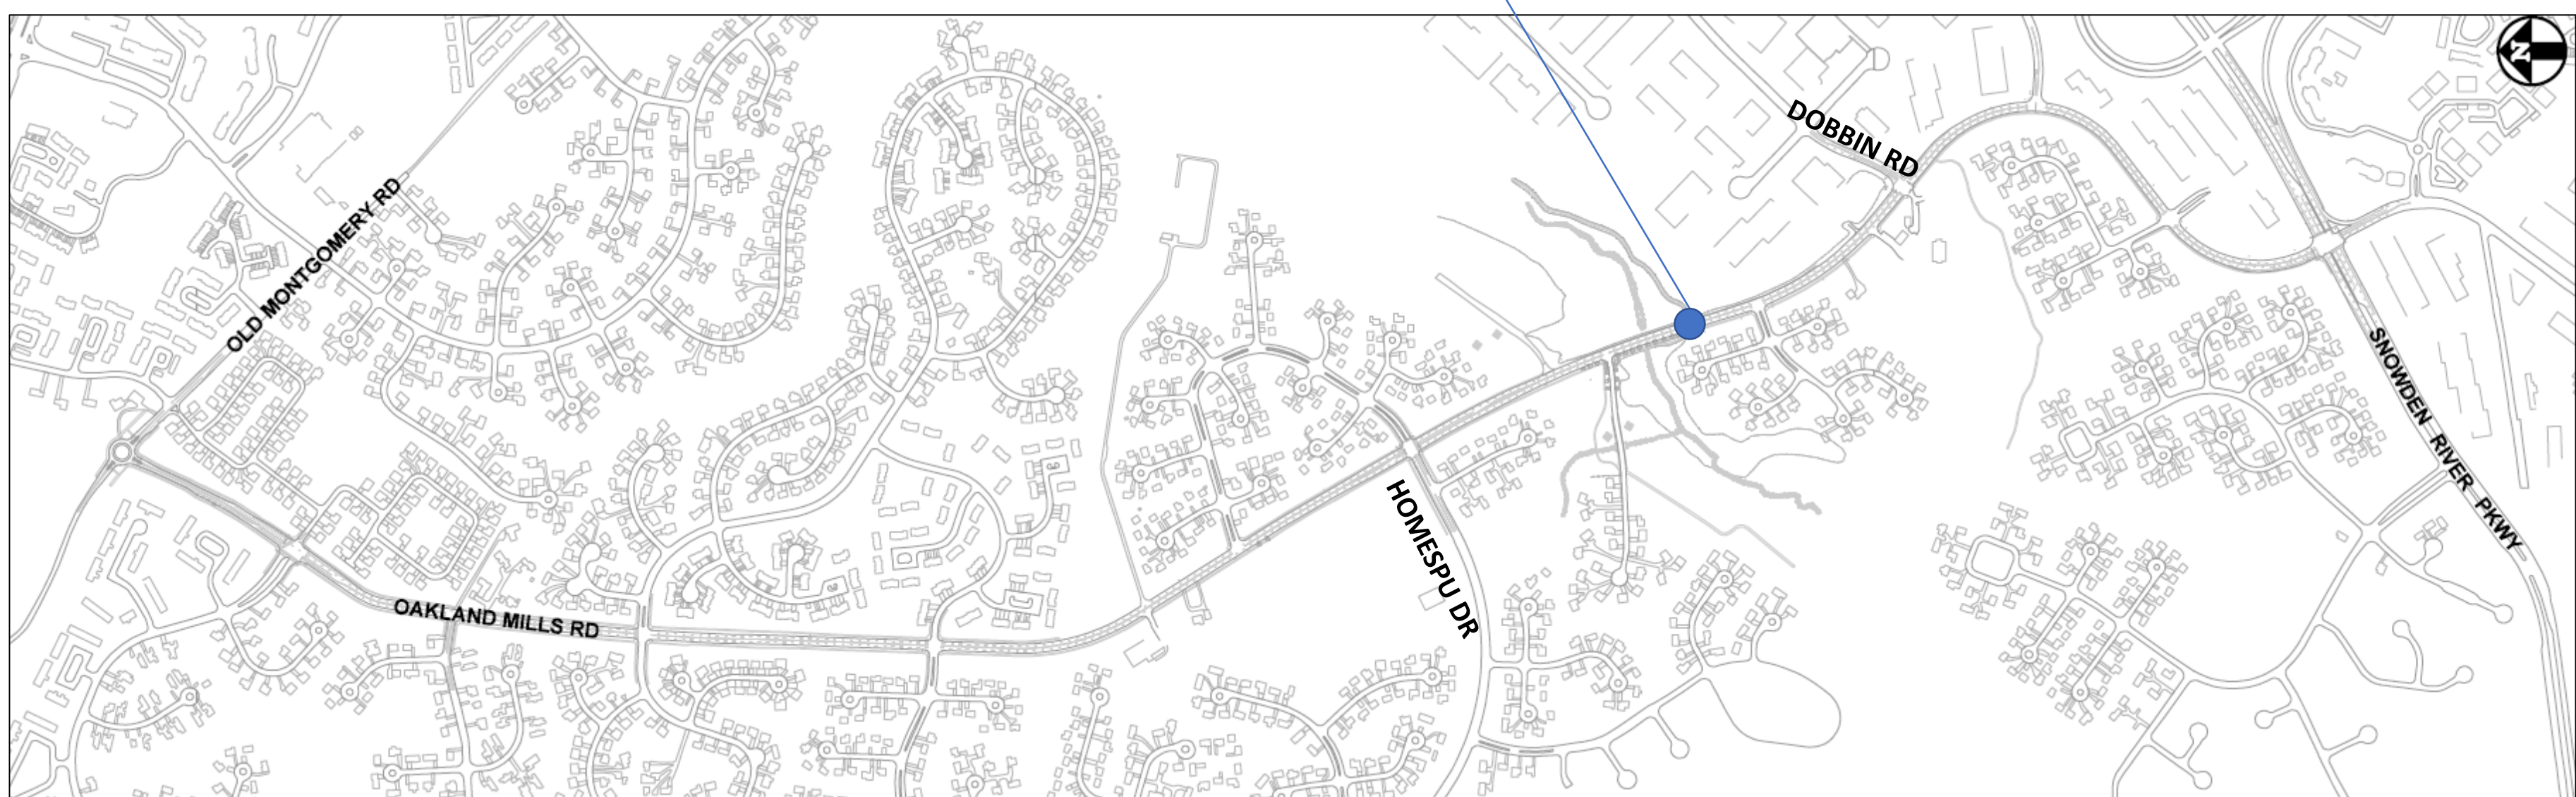 N
DOBBIN RD
OLD MONTGOMERY RD
SNOWDEN RIVER PKWY
HOMESPU DR
OAKLAND MILLS RD